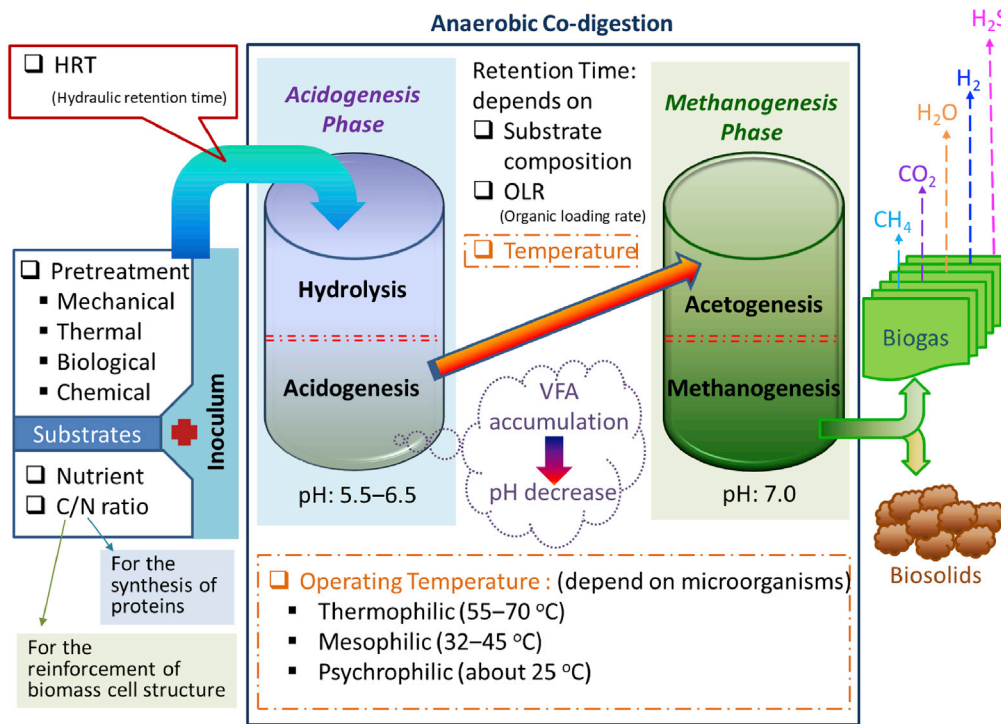 Anaerobic Co-digestion
❑ HRT
(Hydraulic retention time)
❑ Pretreatment
▪ Mechanical
▪ Thermal
▪ Biological
▪ Chemical
Substrates
Inoculum
❑ Nutrient
❑ C/N ratio
For the
synthesis of
proteins
For the
reinforcement of
biomass cell structure
Acidogenesis
Phase
Hydrolysis
Acidogenesis
pH: 5.5–6.5
Retention Time:
depends on
❑ Substrate
composition
❑ OLR
(Organic loading rate)
❑ Temperature
VFA
accumulation
pH decrease
Methanogenesis
Phase
Acetogenesis
Methanogenesis
pH: 7.0
❑ Operating Temperature : (depend on microorganisms)
▪ Thermophilic (55–70 °C)
▪ Mesophilic (32–45 °C)
▪ Psychrophilic (about 25 °C)
CH₄
CO₂
H₂O
H₂
H₂S
Biogas
Biosolids